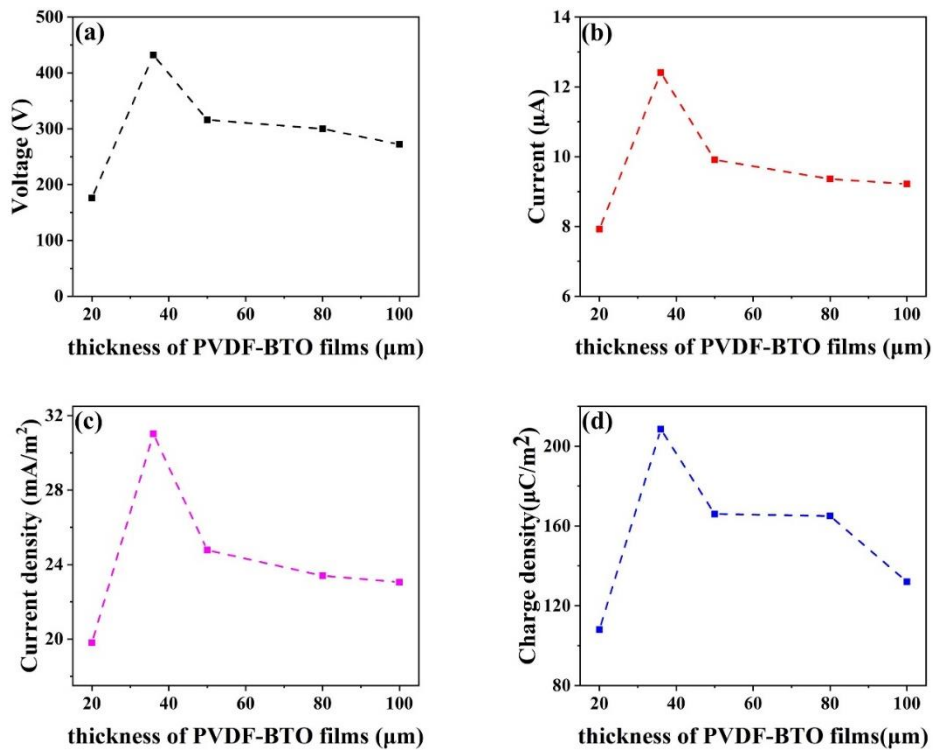 (a)
Voltage (V)
500
400
300
200
100
0
20 40 60 80 100
thickness of PVDF-BTO films (μm)
(b)
Current (μA)
14
12
10
8
6
20 40 60 80 100
thickness of PVDF-BTO films (μm)
(c)
Current density (mA/m²)
32
28
24
20
20 40 60 80 100
thickness of PVDF-BTO films (μm)
(d)
Charge density(μC/m²)
200
160
120
80
20 40 60 80 100
thickness of PVDF-BTO films(μm)